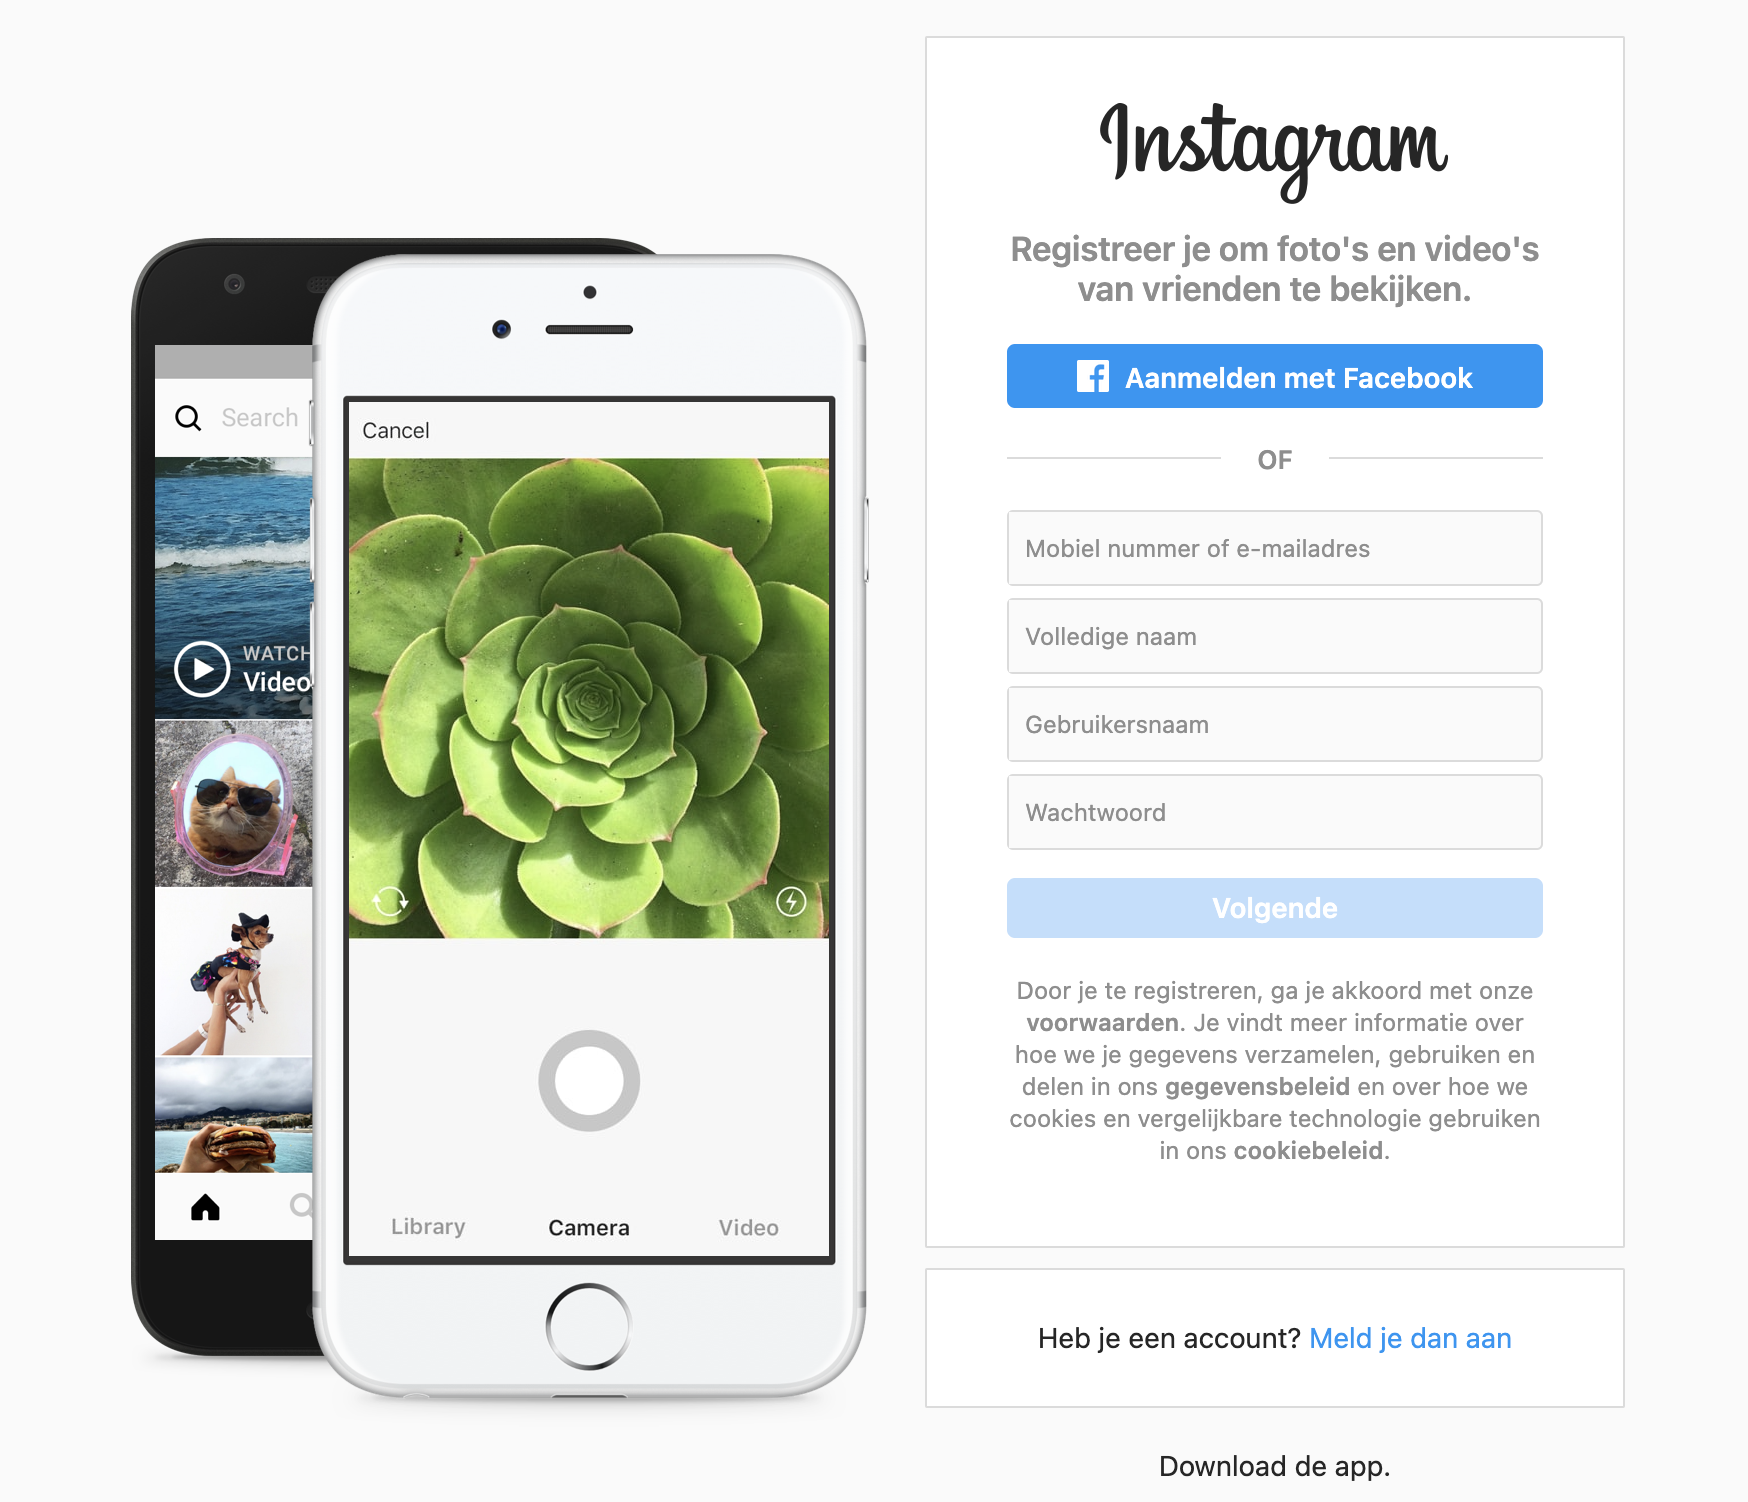 Search
WATCH
Video
Cancel
Library
Camera
Video
Instagram
Registreer je om foto's en video's
van vrienden te bekijken.
Aanmelden met Facebook
OF
Mobiel nummer of e-mailadres
Volledige naam
Gebruikersnaam
Wachtwoord
Volgende
Door je te registreren, ga je akkoord met onze
voorwaarden. Je vindt meer informatie over
hoe we je gegevens verzamelen, gebruiken en
delen in ons gegevensbeleid en over hoe we
cookies en vergelijkbare technologie gebruiken
in ons cookiebeleid.
Heb je een account? Meld je dan aan
Download de app.